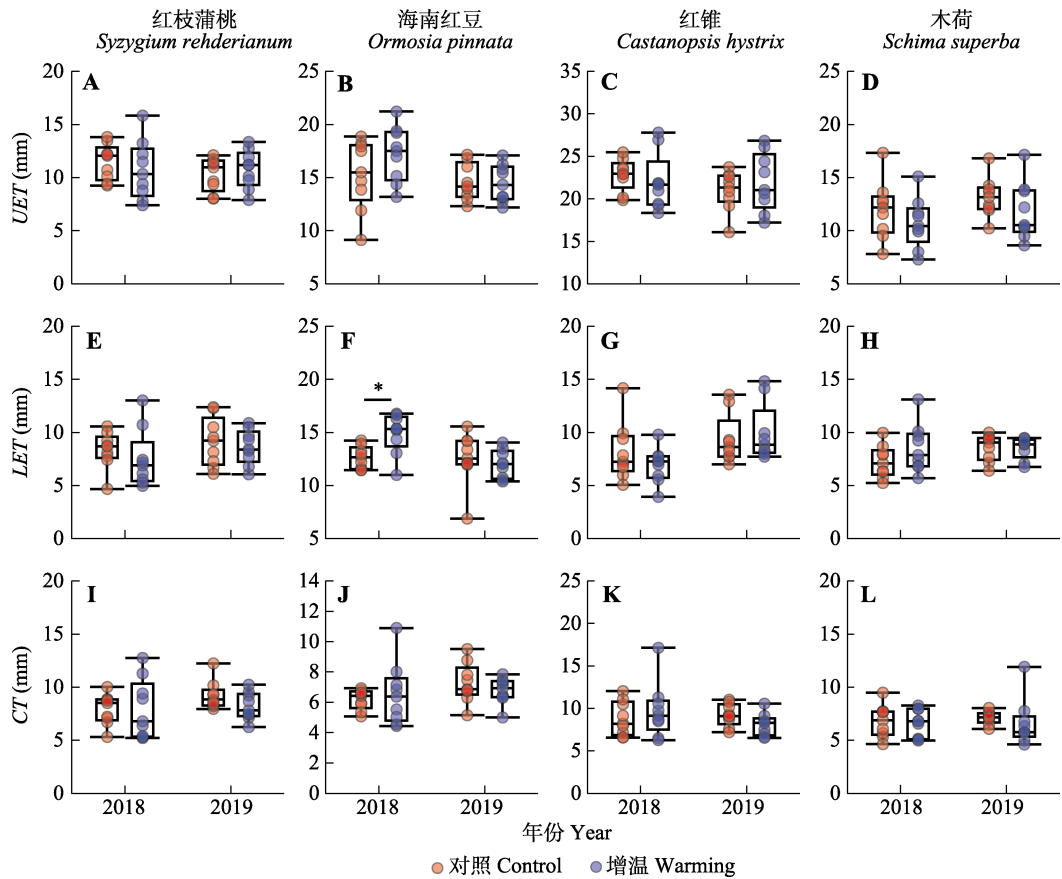 红枝蒲桃 海南红豆 红锥 木荷
Syzygium rehderianum Ormosia pinnata Castanopsis hystrix Schima superba
A B C D
UET (mm)
20 15 10 5 0
25 20 15 10 5
35 30 25 20 15 10
25 20 15 10 5
E F G H
LET (mm)
20 15 10 5 0
25 20 15 10 5
*
20 15 10 5 0
20 15 10 5 0
I J K L
CT (mm)
20 15 10 5 0
14 12 10 8 6 4 2 0
25 20 15 10 5 0
20 15 10 5 0
2018 2019 2018 2019 2018 2019 2018 2019
年份 Year
对照 Control 增温 Warming